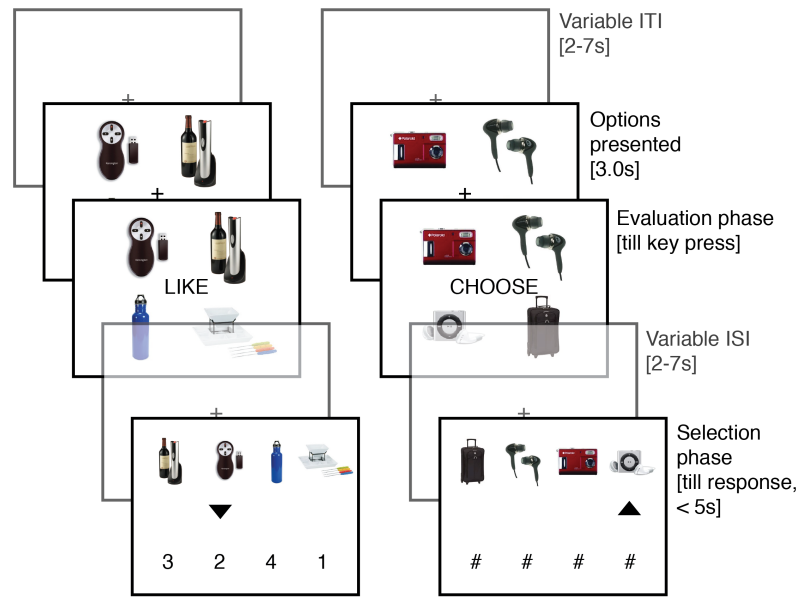 Variable ITI
[2-7s]
+
+
Options
presented
[3.0s]
+
+
Evaluation phase
[till key press]
LIKE
CHOOSE
Variable ISI
[2-7s]
+
+
Selection
phase
[till response,
< 5s]
3 2 4 1
# # # #